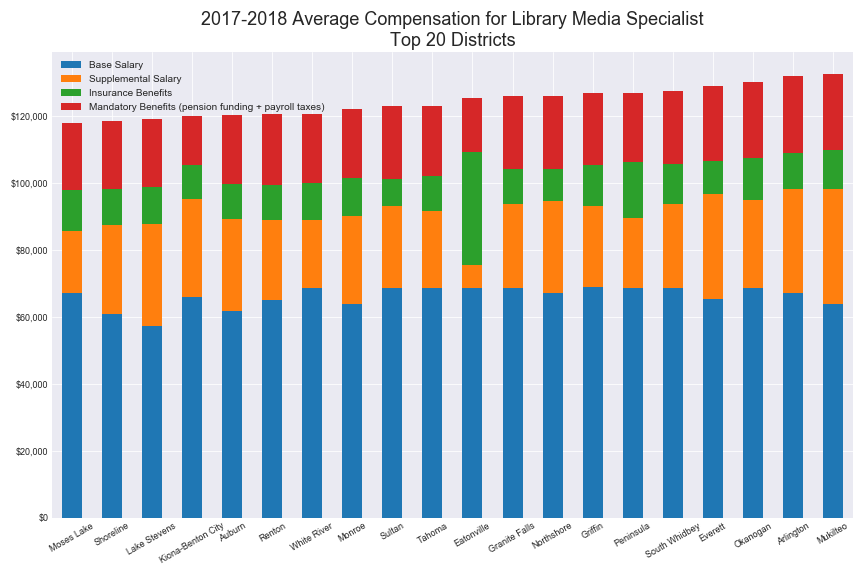 2017-2018 Average Compensation for Library Media Specialist
Top 20 Districts
Base Salary
Supplemental Salary
Insurance Benefits
Mandatory Benefits (pension funding + payroll taxes)
$120,000
$100,000
$80,000
$60,000
$40,000
$20,000
$0
Moses Lake
Shoreline
Lake Stevens
Kiona-Benton City
Auburn
Renton
White River
Monroe
Sultan
Tahoma
Eatonville
Granite Falls
Northshore
Griffin
Peninsula
South Whidbey
Everett
Okanogan
Arlington
Mukilteo